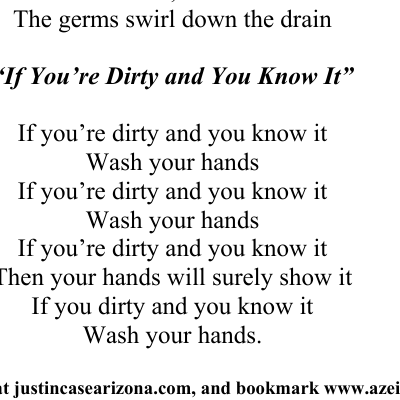 The germs swirl down the drain
“If You’re Dirty and You Know It”
If you’re dirty and you know it
Wash your hands
If you’re dirty and you know it
Wash your hands
If you’re dirty and you know it
Then your hands will surely show it
If you dirty and you know it
Wash your hands.
at justincasearizona.com, and bookmark www.azei